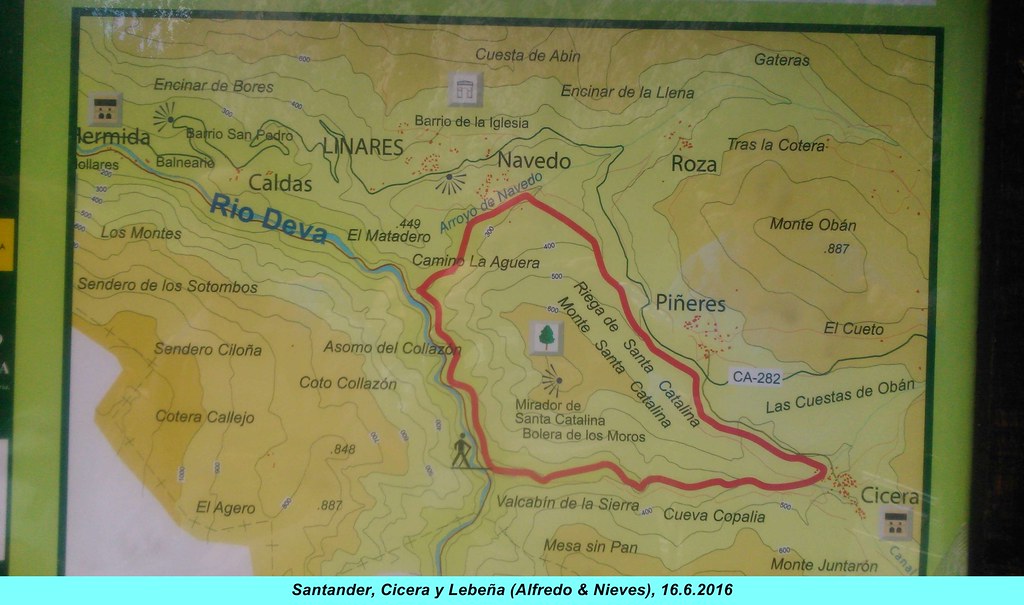 Cuesta de Abin
Gateras
Encinar de Bores
Encinar de la Llena
Barrio de la Iglesia
Barrio San Pedro
LINARES
Navedo
Roza
Tras la Cotera
Balneario
Caldas
Arroyo de Navedo
Rio Deva
.449
El Matadero
Monte Obán
.887
Los Montes
Camino La Aguera
Sendero de los Sotombos
Riega de Santa Catalina
Monte Santa Catalina
Piñeres
El Cueto
Sendero Ciloña
Asomo del Collazón
Coto Collazón
CA-282
Las Cuestas de Obán
Cotera Callejo
Mirador de
Santa Catalina
Bolera de los Moros
.848
El Agero
.887
Valcabín de la Sierra
Cueva Copalia
Cicera
Mesa sin Pan
Monte Juntarón
Canal
Santander, Cicera y Lebeña (Alfredo & Nieves), 16.6.2016